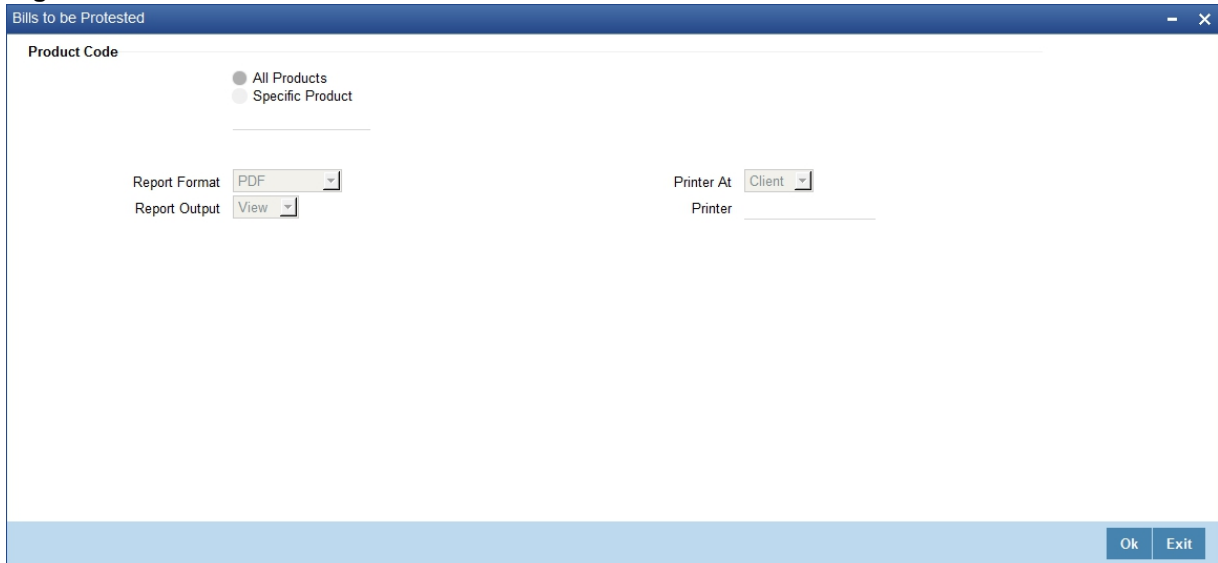 Bills to be Protested
Product Code
All Products
Specific Product
Report Format PDF
Printer At Client
Report Output View
Printer
Ok Exit